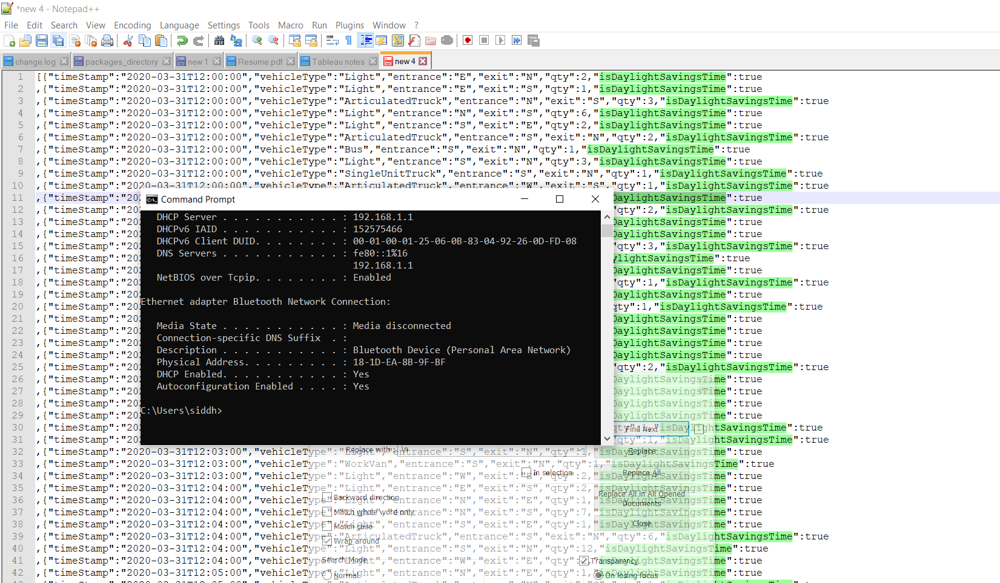 *new 4 - Notepad++
File Edit Search View Encoding Language Settings Tools Macro Run Plugins Window ?
change.log packages_directory new 1 Resume.pdf Tableau notes new 4
1 [{"timeStamp":"2020-03-31T12:00:00","vehicleType":"Light","entrance":"E","exit":"N","qty":2,"isDaylightSavingsTime":true
2 ,{"timeStamp":"2020-03-31T12:00:00","vehicleType":"Light","entrance":"E","exit":"S","qty":1,"isDaylightSavingsTime":true
3 ,{"timeStamp":"2020-03-31T12:00:00","vehicleType":"ArticulatedTruck","entrance":"N","exit":"S","qty":3,"isDaylightSavingsTime":true
4 ,{"timeStamp":"2020-03-31T12:00:00","vehicleType":"Light","entrance":"N","exit":"S","qty":6,"isDaylightSavingsTime":true
5 ,{"timeStamp":"2020-03-31T12:00:00","vehicleType":"Light","entrance":"S","exit":"E","qty":2,"isDaylightSavingsTime":true
6 ,{"timeStamp":"2020-03-31T12:00:00","vehicleType":"ArticulatedTruck","entrance":"S","exit":"N","qty":2,"isDaylightSavingsTime":true
7 ,{"timeStamp":"2020-03-31T12:00:00","vehicleType":"Bus","entrance":"S","exit":"N","qty":1,"isDaylightSavingsTime":true
8 ,{"timeStamp":"2020-03-31T12:00:00","vehicleType":"Light","entrance":"S","exit":"N","qty":3,"isDaylightSavingsTime":true
9 ,{"timeStamp":"2020-03-31T12:00:00","vehicleType":"SingleUnitTruck","entrance":"S","exit":"N","qty":1,"isDaylightSavingsTime":true
10 ,{"timeStamp":"2020-03-31T12:00:00","vehicleType":"ArticulatedTruck","entrance":"W","exit":"S","qty":1,"isDaylightSavingsTime":true
11 ,{"timeStamp":"202 DaylightSavingsTime":true
12 ,{"timeStamp":"202 "qty":2,"isDaylightSavingsTime":true
13 ,{"timeStamp":"202 DaylightSavingsTime":true
14 ,{"timeStamp":"202 DaylightSavingsTime":true
15 ,{"timeStamp":"202 "qty":3,"isDaylightSavingsTime":true
16 ,{"timeStamp":"202 ylightSavingsTime":true
17 ,{"timeStamp":"202 DaylightSavingsTime":true
18 ,{"timeStamp":"202 "qty":1,"isDaylightSavingsTime":true
19 ,{"timeStamp":"202 DaylightSavingsTime":true
20 ,{"timeStamp":"202 qty":1,"isDaylightSavingsTime":true
21 ,{"timeStamp":"202 DaylightSavingsTime":true
22 ,{"timeStamp":"202 DaylightSavingsTime":true
23 ,{"timeStamp":"202 DaylightSavingsTime":true
24 ,{"timeStamp":"202 DaylightSavingsTime":true
25 ,{"timeStamp":"202 "qty":2,"isDaylightSavingsTime":true
26 ,{"timeStamp":"202 DaylightSavingsTime":true
27 ,{"timeStamp":"202 DaylightSavingsTime":true
28 ,{"timeStamp":"202 DaylightSavingsTime":true
29 ,{"timeStamp":"202 DaylightSavingsTime":true
30 ,{"timeStamp":"202 qty":1,"isDaylightSavingsTime":true
31 ,{"timeStamp":"202 "qty":1,"isDaylightSavingsTime":true
32 ,{"timeStamp":"2020-03-31T12:03:00","vehicleType":"Light","entrance":"S","exit":"N","qty":1,"isDaylightSavingsTime":true
33 ,{"timeStamp":"2020-03-31T12:03:00","vehicleType":"WorkVan","entrance":"S","exit":"N","qty":1,"isDaylightSavingsTime":true
34 ,{"timeStamp":"2020-03-31T12:03:00","vehicleType":"Light","entrance":"W","exit":"E","qty":2,"isDaylightSavingsTime":true
35 ,{"timeStamp":"2020-03-31T12:04:00","vehicleType":"Light","entrance":"E","exit":"S","qty":2,"isDaylightSavingsTime":true
36 ,{"timeStamp":"2020-03-31T12:04:00","vehicleType":"Light","entrance":"N","exit":"E","qty":1,"isDaylightSavingsTime":true
37 ,{"timeStamp":"2020-03-31T12:04:00","vehicleType":"Light","entrance":"N","exit":"S","qty":7,"isDaylightSavingsTime":true
38 ,{"timeStamp":"2020-03-31T12:04:00","vehicleType":"Light","entrance":"S","exit":"E","qty":1,"isDaylightSavingsTime":true
39 ,{"timeStamp":"2020-03-31T12:04:00","vehicleType":"ArticulatedTruck","entrance":"S","exit":"N","qty":6,"isDaylightSavingsTime":true
40 ,{"timeStamp":"2020-03-31T12:04:00","vehicleType":"Light","entrance":"S","exit":"N","qty":12,"isDaylightSavingsTime":true
41 ,{"timeStamp":"2020-03-31T12:04:00","vehicleType":"Light","entrance":"W","exit":"E","qty":2,"isDaylightSavingsTime":true
42 ,{"timeStamp":"2020-03-31T12:05:00","vehicleType":"Light","entrance":"N","exit":"E","qty":1,"isDaylightSavingsTime":true
Command Prompt
DHCP Server . . . . . . . . . . . : 192.168.1.1
DHCPv6 IAID . . . . . . . . . . . : 152575466
DHCPv6 Client DUID. . . . . . . . : 00-01-00-01-25-06-0B-83-04-92-26-0D-FD-08
DNS Servers . . . . . . . . . . . : fe80::1%16
192.168.1.1
NetBIOS over Tcpip. . . . . . . . : Enabled
Ethernet adapter Bluetooth Network Connection:
Media State . . . . . . . . . . . : Media disconnected
Connection-specific DNS Suffix  . :
Description . . . . . . . . . . . : Bluetooth Device (Personal Area Network)
Physical Address. . . . . . . . . : 18-1D-EA-8B-9F-BF
DHCP Enabled. . . . . . . . . . . : Yes
Autoconfiguration Enabled . . . . : Yes
C:\Users\siddh>
Find Next
Replace with: \n
Replace
In selection
Replace All
Replace All in All Opened
Documents
Backward direction
Match whole word only
Match case
Close
Wrap around
Search Mode
Transparency
Normal
On losing focus